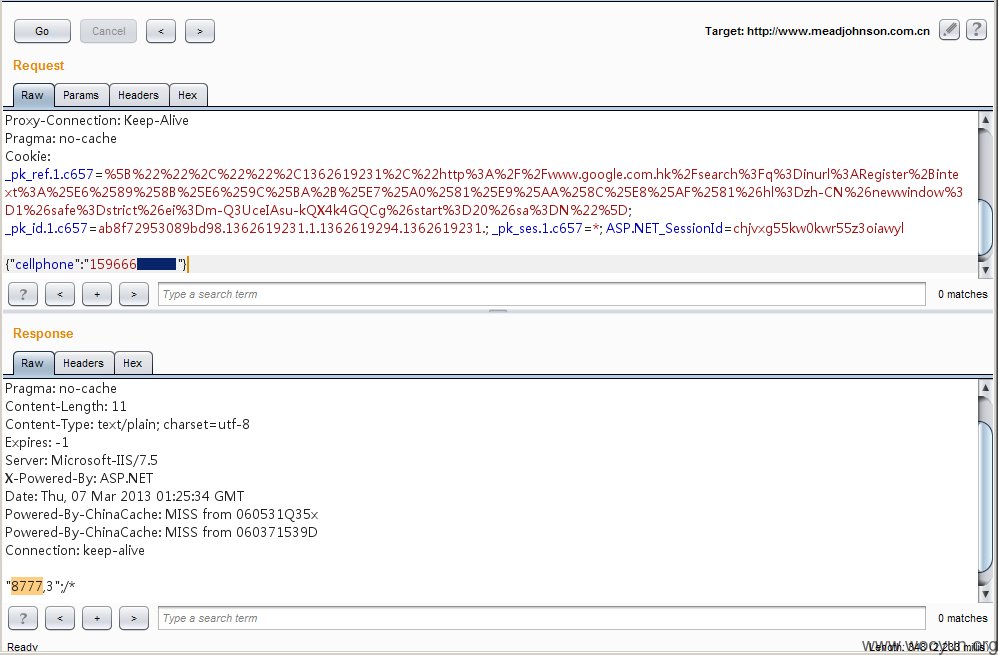 Go Cancel < > Target: http://www.meadjohnson.com.cn ?
Request
Raw Params Headers Hex
Proxy-Connection: Keep-Alive
Pragma: no-cache
Cookie:
_pk_ref.1.c657=%5B%22%22%2C%22%22%2C1362619231%2C%22http%3A%2F%2Fwww.google.com.hk%2Fsearch%3Fq%3Dinurl%3ARegister%2Binte
xt%3A%25E6%2589%258B%25E6%259C%25BA%2B%25E7%25A0%2581%25E9%25AA%258C%25E8%25AF%2581%26hl%3Dzh-CN%26newwindow%3
D1%26safe%3Dstrict%26ei%3Dm-Q3UceIAsu-kQX4k4GQCg%26start%3D20%26sa%3DN%22%5D;
_pk_id.1.c657=ab8f72953089bd98.1362619231.1.1362619294.1362619231.; _pk_ses.1.c657=*; ASP.NET_SessionId=chjvxg55kw0kwr55z3oiawyl
{"cellphone":"159666 "}
? < + > Type a search term 0 matches
Response
Raw Headers Hex
Pragma: no-cache
Content-Length: 11
Content-Type: text/plain; charset=utf-8
Expires: -1
Server: Microsoft-IIS/7.5
X-Powered-By: ASP.NET
Date: Thu, 07 Mar 2013 01:25:34 GMT
Powered-By-ChinaCache: MISS from 060531Q35x
Powered-By-ChinaCache: MISS from 060371539D
Connection: keep-alive
"8777,3";/*
? < + > Type a search term 0 matches
Ready
www.wooyun.org